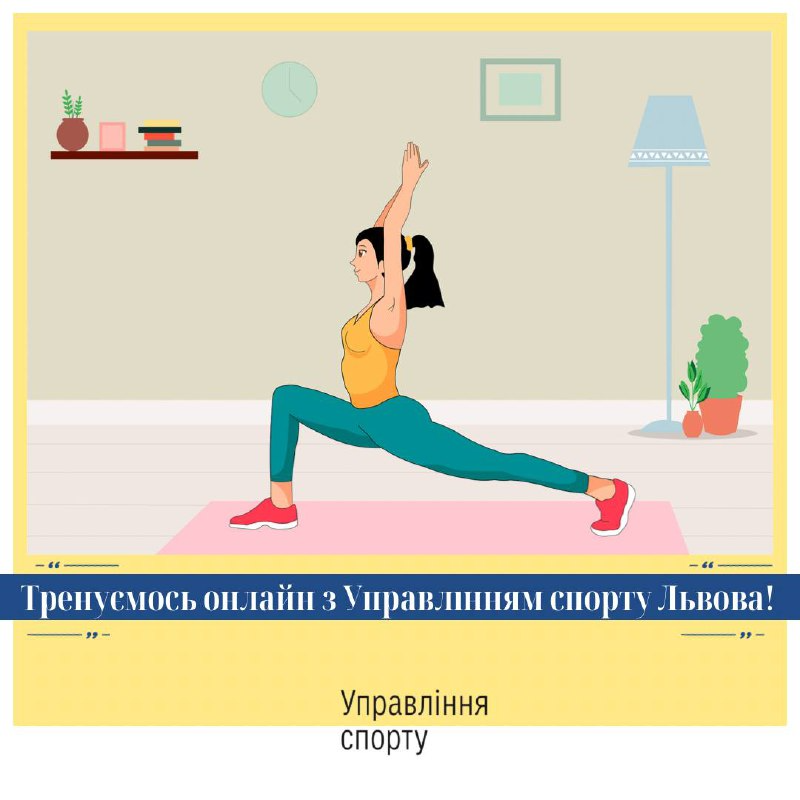 Тренуємось онлайн з Управлінням спорту Львова!
Управління
спорту